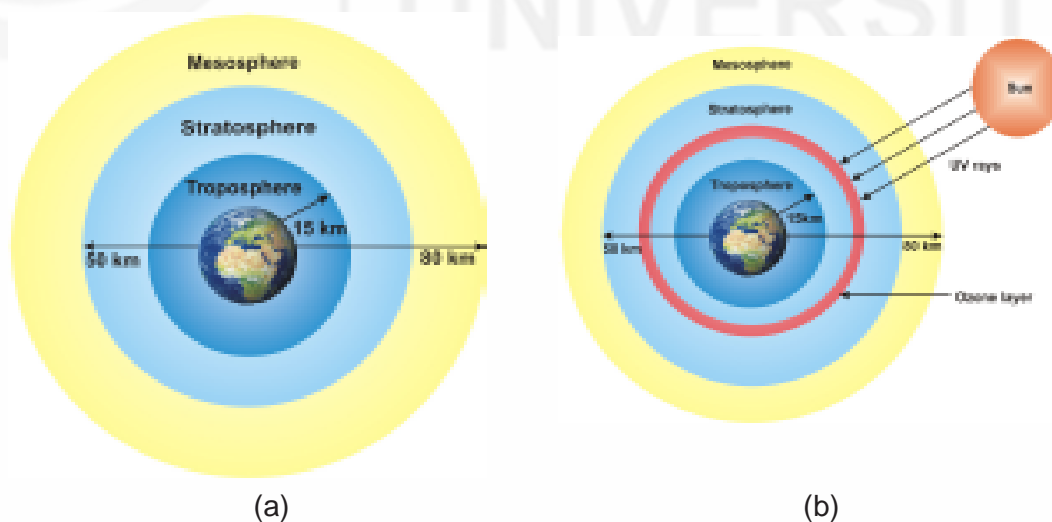 UNIVERSIT
Mesosphere
Stratosphere
Troposphere
15 km
50 km
80 km
(a)
Mesosphere
Sun
Stratosphere
UV rays
Troposphere
15km
50 km
80 km
Ozone layer
(b)